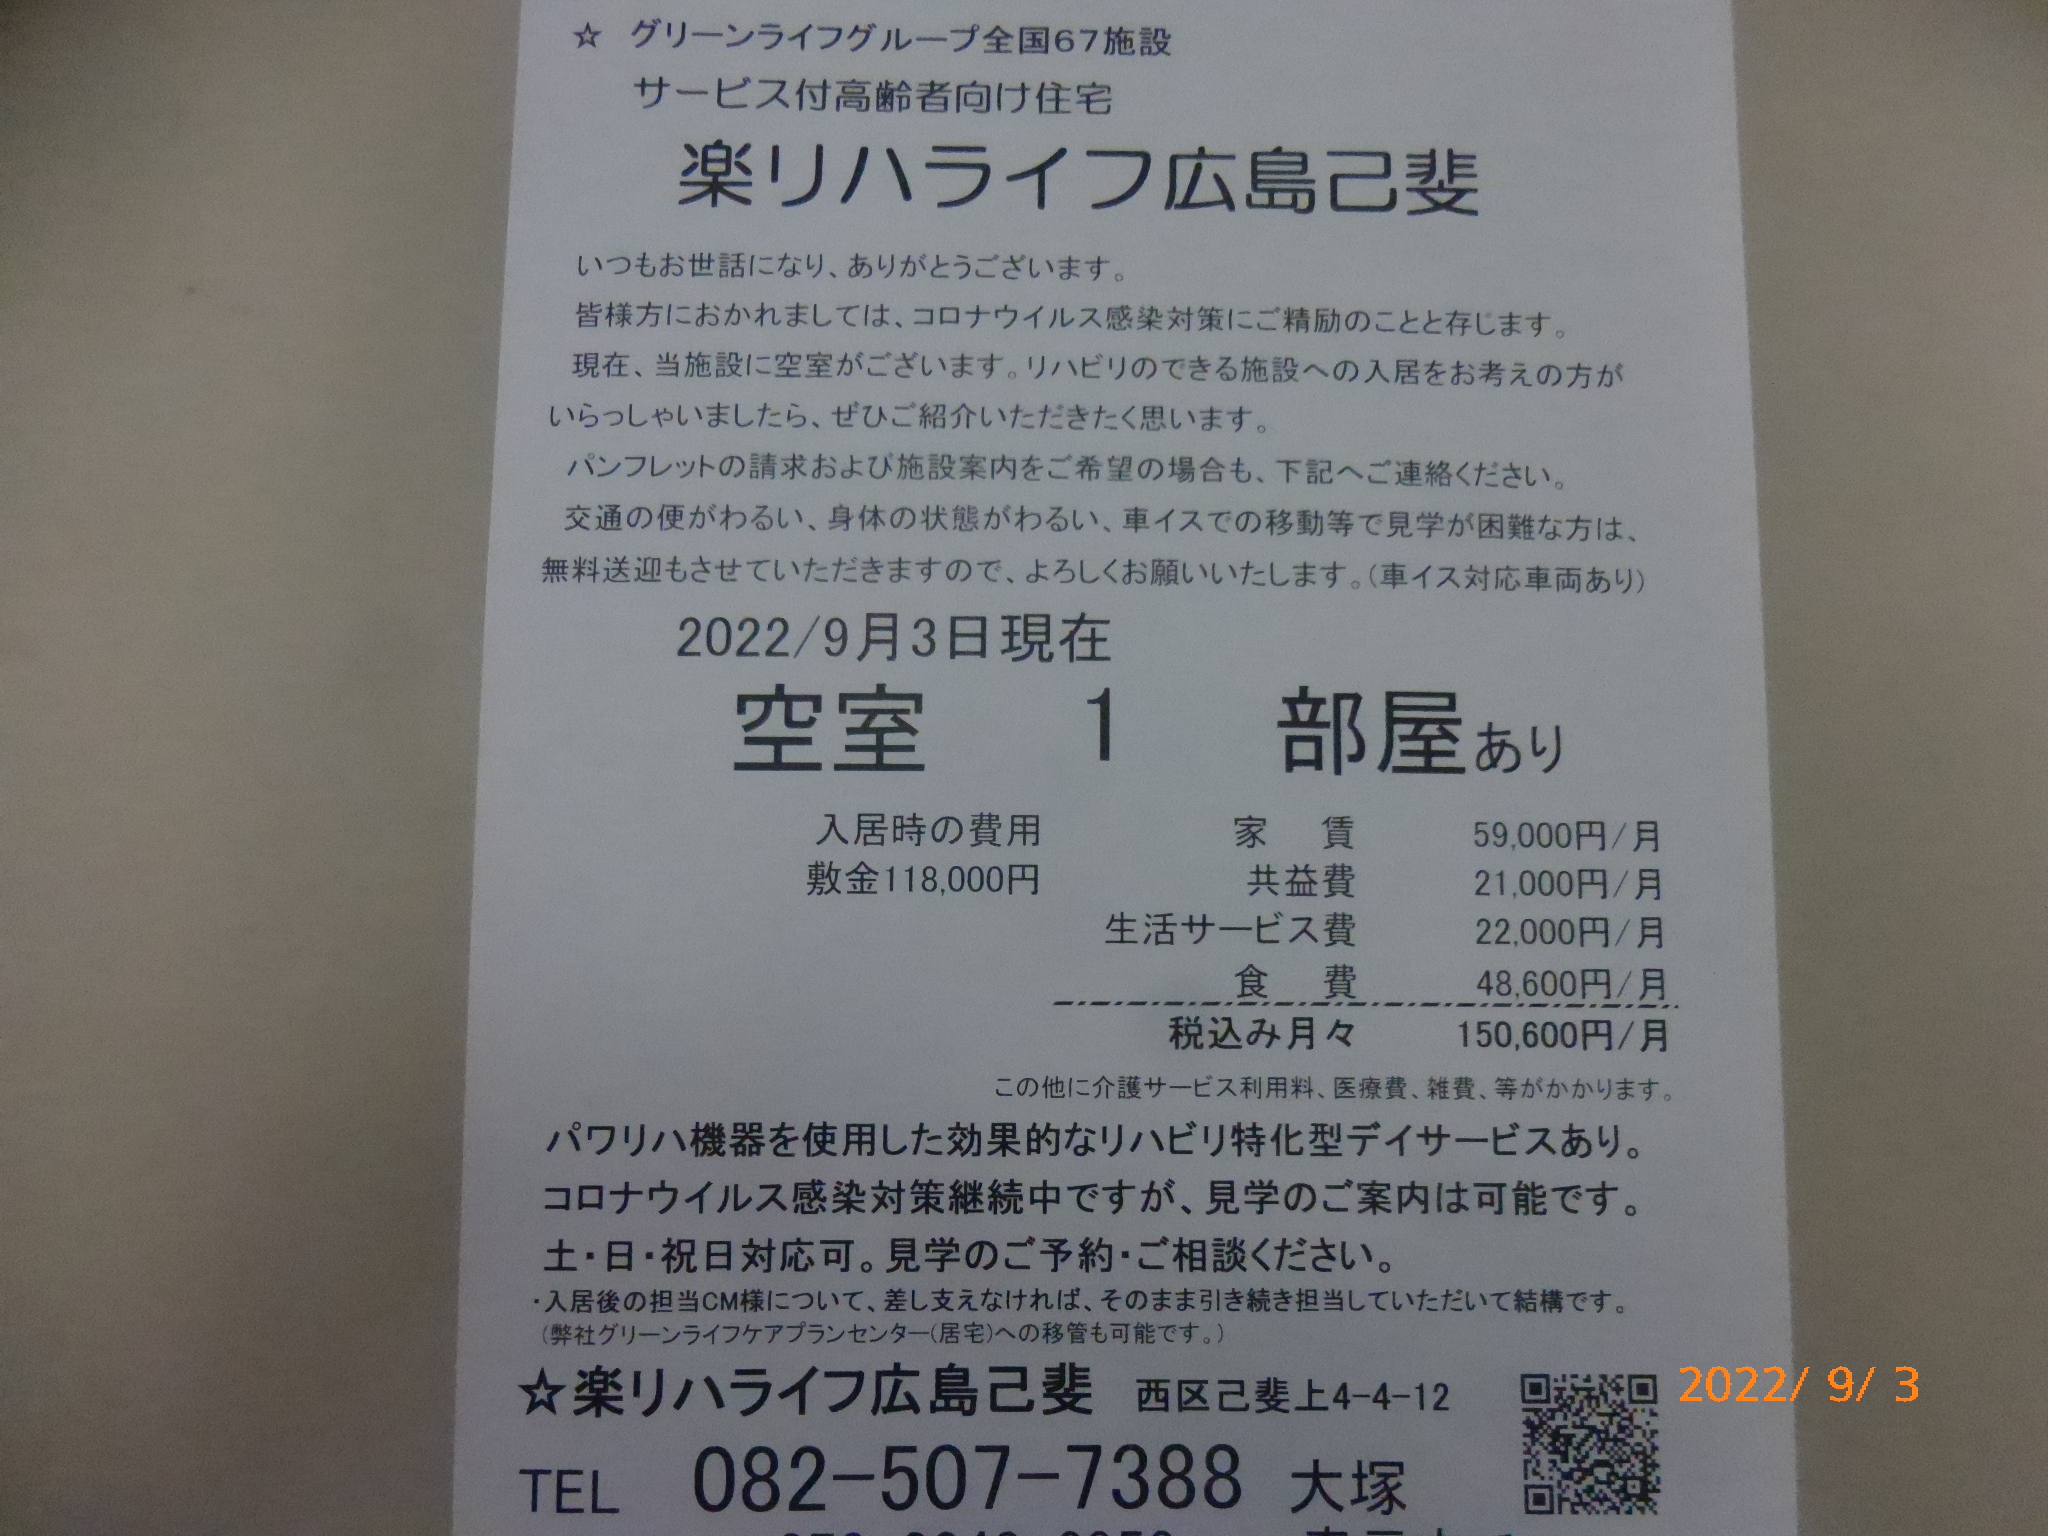 ☆ グリーンライフグループ全国67施設
サービス付高齢者向け住宅
楽リハライフ広島己斐
いつもお世話になり、ありがとうございます。
皆様方におかれましては、コロナウイルス感染対策にご精励のことと存じます。
現在、当施設に空室がございます。リハビリのできる施設への入居をお考えの方が
いらっしゃいましたら、ぜひご紹介いただきたく思います。
パンフレットの請求および施設案内をご希望の場合も、下記へご連絡ください。
交通の便がわるい、身体の状態がわるい、車イスでの移動等で見学が困難な方は、
無料送迎もさせていただきますので、よろしくお願いいたします。(車イス対応車両あり)
2022/9月3日現在
空室 1 部屋あり
入居時の費用 家 賃 59,000円/月
敷金118,000円 共益費 21,000円/月
生活サービス費 22,000円/月
食 費 48,600円/月
税込み月々 150,600円/月
この他に介護サービス利用料、医療費、雑費、等がかかります。
パワリハ機器を使用した効果的なリハビリ特化型デイサービスあり。
コロナウイルス感染対策継続中ですが、見学のご案内は可能です。
土・日・祝日対応可。見学のご予約・ご相談ください。
・入居後の担当CM様について、差し支えなければ、そのまま引き続き担当していただいて結構です。
(弊社グリーンライフケアプランセンター(居宅)への移管も可能です。)
☆楽リハライフ広島己斐 西区己斐上4-4-12
2022/ 9/ 3
TEL 082-507-7388 大塚